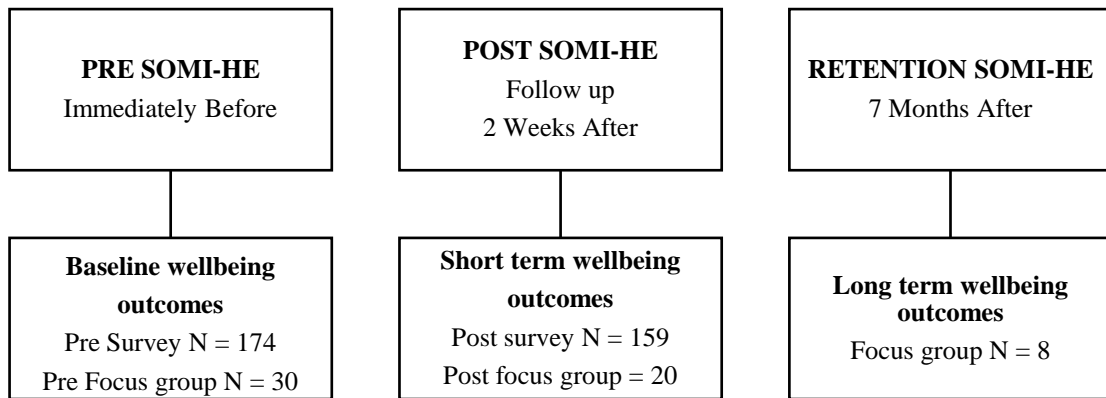 PRE SOMI-HE
Immediately Before
POST SOMI-HE
Follow up
2 Weeks After
RETENTION SOMI-HE
7 Months After
Baseline wellbeing
outcomes
Pre Survey N = 174
Pre Focus group N = 30
Short term wellbeing
outcomes
Post survey N = 159
Post focus group = 20
Long term wellbeing
outcomes
Focus group N = 8